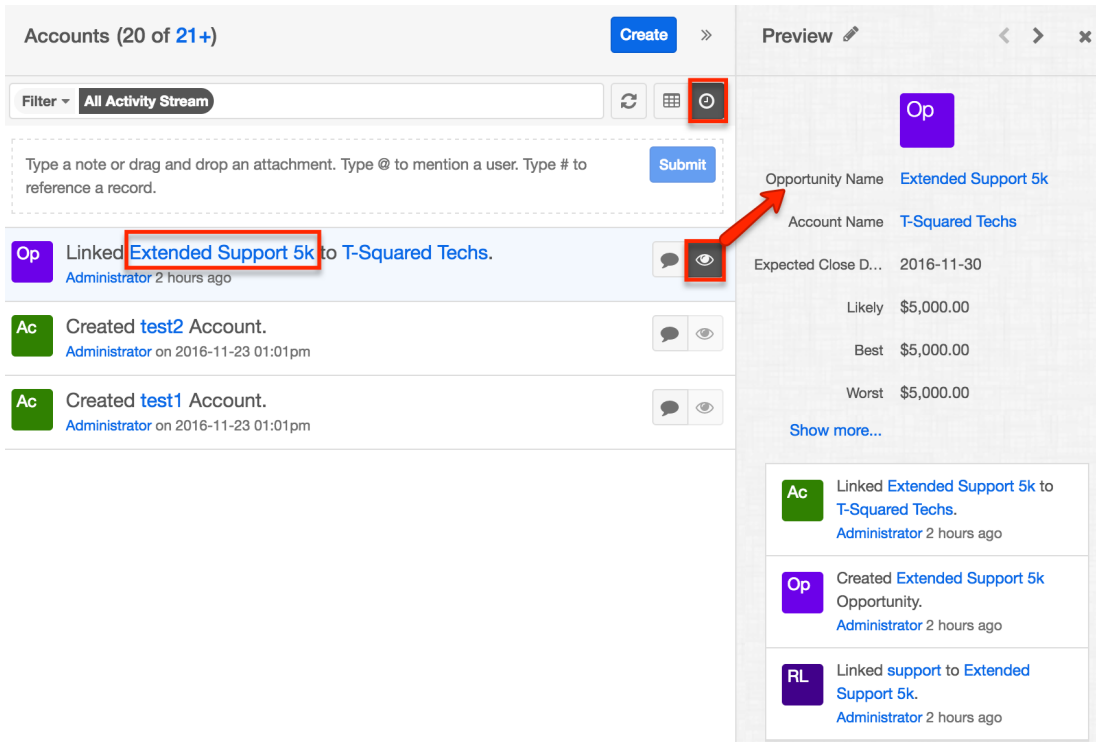 Accounts (20 of 21+)
Create
Filter
All Activity Stream
Type a note or drag and drop an attachment. Type @ to mention a user. Type # to
reference a record.
Submit
Op
Linked Extended Support 5k to T-Squared Techs.
Administrator 2 hours ago
Ac
Created test2 Account.
Administrator on 2016-11-23 01:01pm
Ac
Created test1 Account.
Administrator on 2016-11-23 01:01pm
Preview
Op
Opportunity Name Extended Support 5k
Account Name T-Squared Techs
Expected Close D... 2016-11-30
Likely $5,000.00
Best $5,000.00
Worst $5,000.00
Show more...
Ac
Linked Extended Support 5k to
T-Squared Techs.
Administrator 2 hours ago
Op
Created Extended Support 5k
Opportunity.
Administrator 2 hours ago
RL
Linked support to Extended
Support 5k.
Administrator 2 hours ago